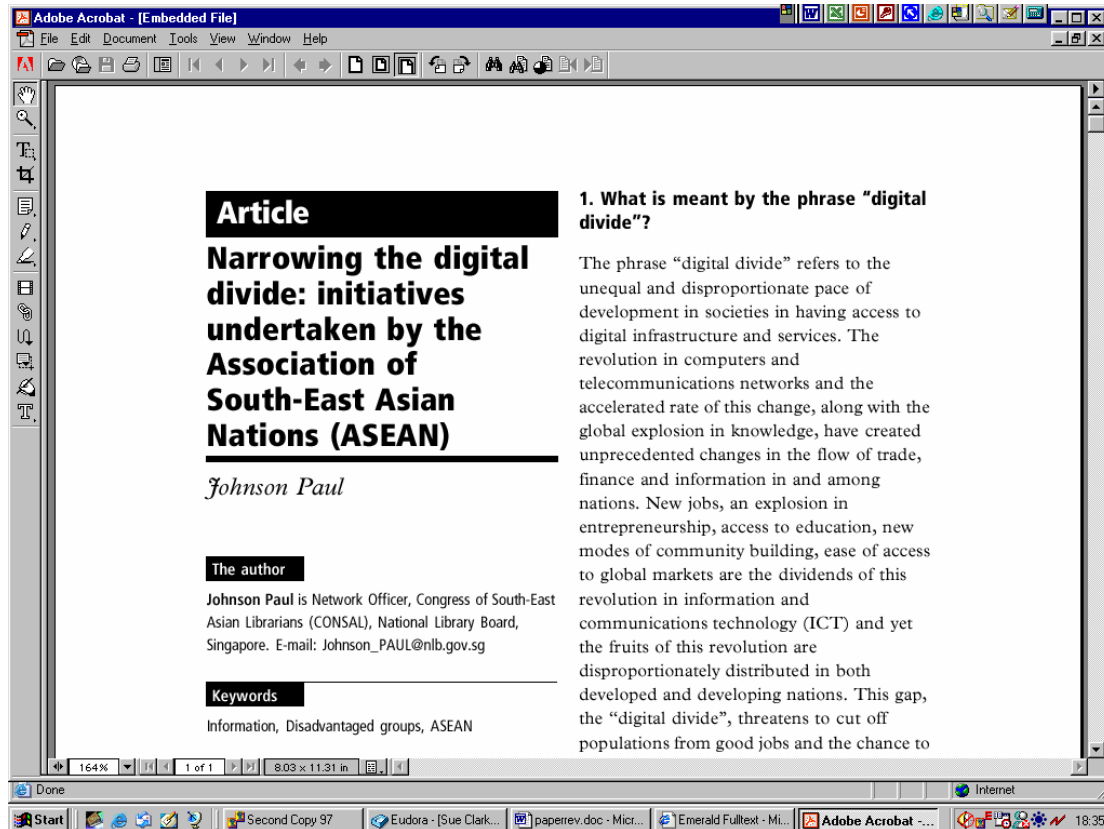 Adobe Acrobat - [Embedded File]
File Edit Document Tools View Window Help
Article
Narrowing the digital
divide: initiatives
undertaken by the
Association of
South-East Asian
Nations (ASEAN)
Johnson Paul
The author
Johnson Paul is Network Officer, Congress of South-East
Asian Librarians (CONSAL), National Library Board,
Singapore. E-mail: Johnson_PAUL@nlb.gov.sg
Keywords
Information, Disadvantaged groups, ASEAN
1. What is meant by the phrase “digital
divide”?
The phrase “digital divide” refers to the
unequal and disproportionate pace of
development in societies in having access to
digital infrastructure and services. The
revolution in computers and
telecommunications networks and the
accelerated rate of this change, along with the
global explosion in knowledge, have created
unprecedented changes in the flow of trade,
finance and information in and among
nations. New jobs, an explosion in
entrepreneurship, access to education, new
modes of community building, ease of access
to global markets are the dividends of this
revolution in information and
communications technology (ICT) and yet
the fruits of this revolution are
disproportionately distributed in both
developed and developing nations. This gap,
the “digital divide”, threatens to cut off
populations from good jobs and the chance to
164% 1 of 1 8.03 x 11.31 in
Done Internet
Start Second Copy 97 Eudora - [Sue Clark... paperrev.doc - Micr... Emerald Fulltext - Mi... Adobe Acrobat -... 18:35